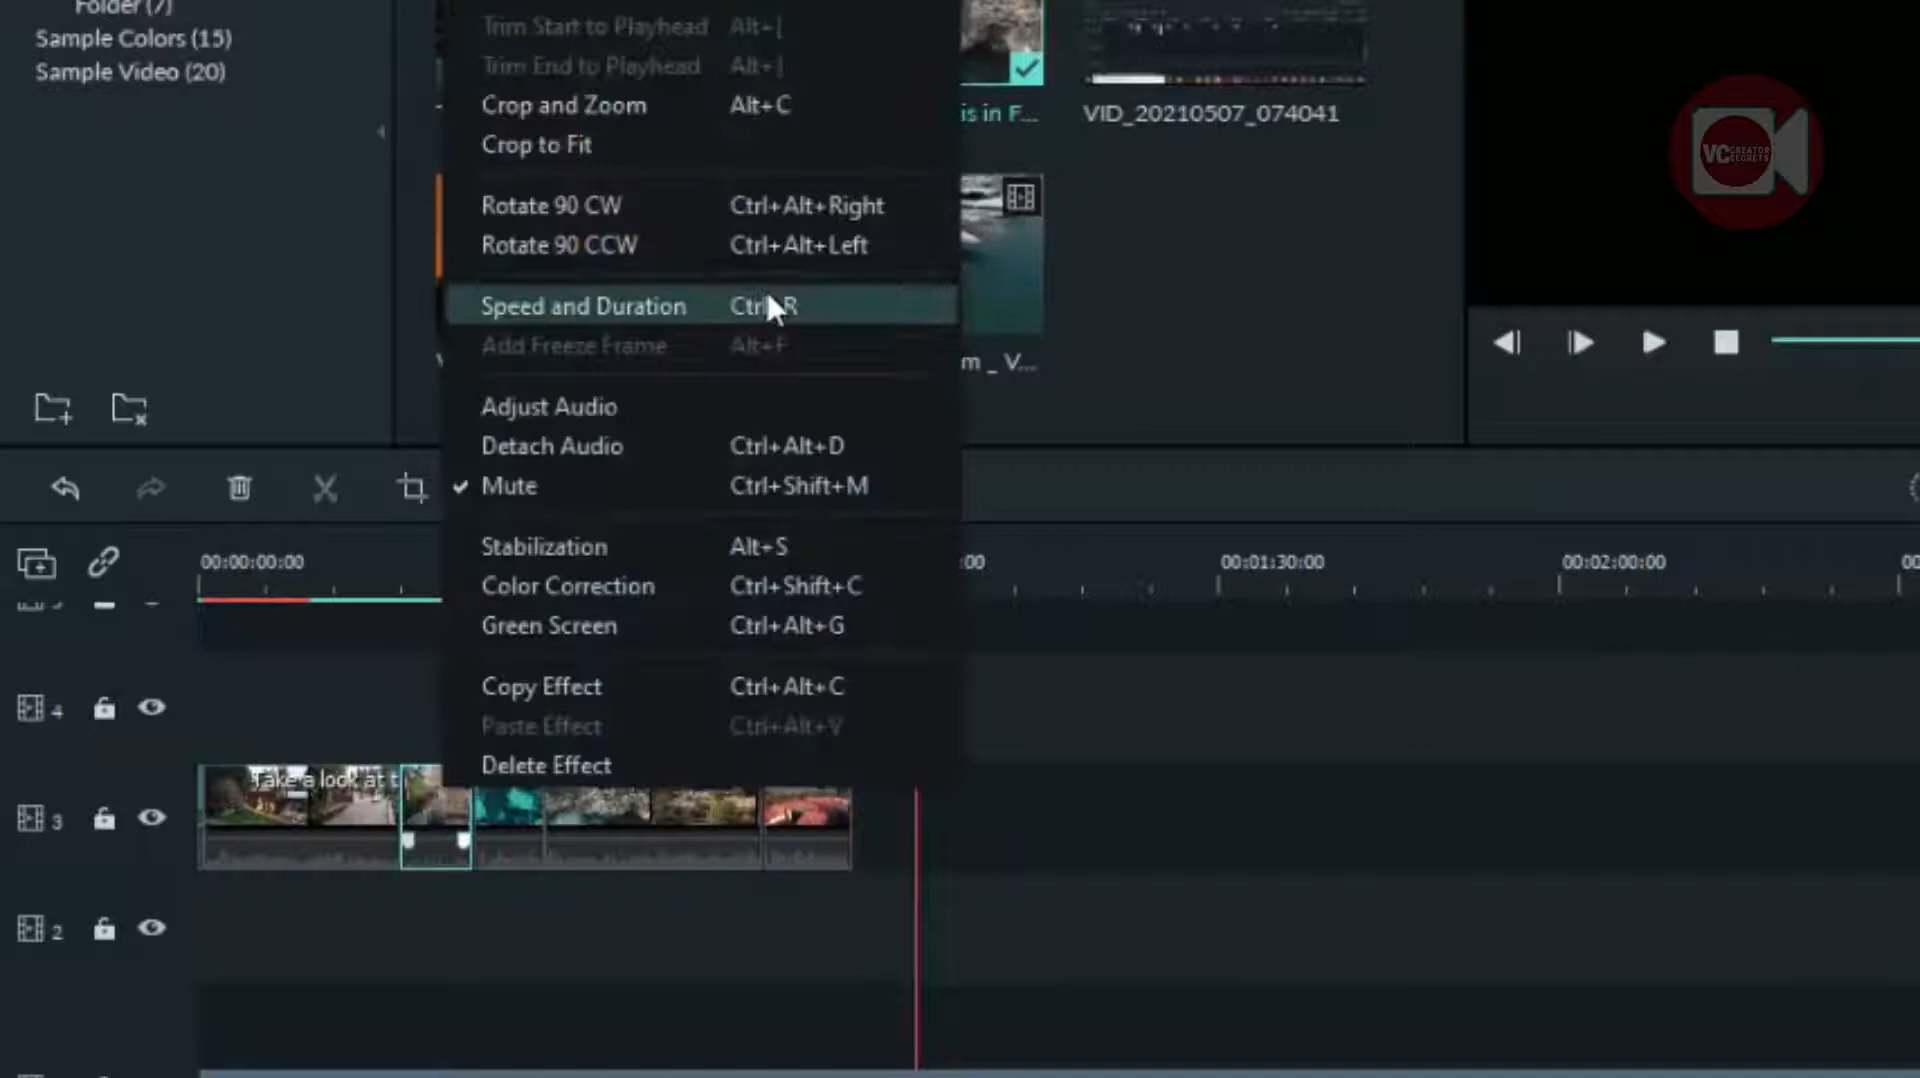 Folder (7)
Sample Colors (15)
Sample Video (20)
Trim Start to Playhead Alt+[
Trim End to Playhead Alt+]
Crop and Zoom Alt+C
Crop to Fit
Rotate 90 CW Ctrl+Alt+Right
Rotate 90 CCW Ctrl+Alt+Left
Speed and Duration Ctrl+R
Add Freeze Frame Alt+F
Adjust Audio
Detach Audio Ctrl+Alt+D
Mute Ctrl+Shift+M
Stabilization Alt+S
Color Correction Ctrl+Shift+C
Green Screen Ctrl+Alt+G
Copy Effect Ctrl+Alt+C
Paste Effect Ctrl+Alt+V
Delete Effect
is in F...
VID_20210507_074041
m _ V...
VC CREATOR SECRETS
00:00:00:00
:00
00:01:30:00
00:02:00:00
00
4
Take a look at t
3
2